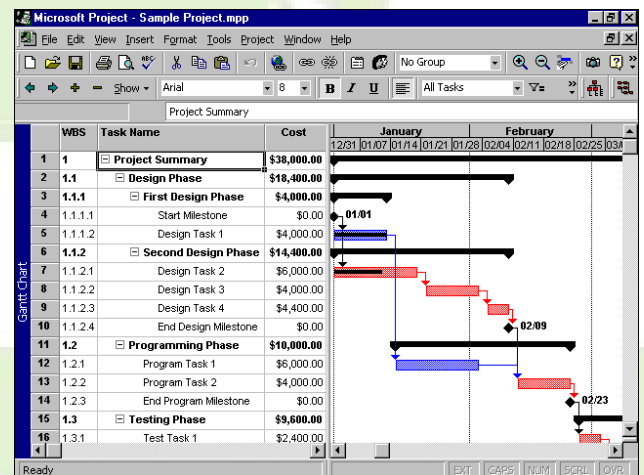 Microsoft Project - Sample Project.mpp
File Edit View Insert Format Tools Project Window Help
ABC No Group
Show Arial 8 B I U All Tasks
Project Summary
WBS Task Name Cost January February
12/31 01/07 01/14 01/21 01/28 02/04 02/11 02/18 02/25 03/
1 1 Project Summary $38,000.00
2 1.1 Design Phase $18,400.00
3 1.1.1 First Design Phase $4,000.00
4 1.1.1.1 Start Milestone $0.00 01/01
5 1.1.1.2 Design Task 1 $4,000.00
6 1.1.2 Second Design Phase $14,400.00
7 1.1.2.1 Design Task 2 $6,000.00
8 1.1.2.2 Design Task 3 $4,000.00
9 1.1.2.3 Design Task 4 $4,400.00
10 1.1.2.4 End Design Milestone $0.00 02/09
11 1.2 Programming Phase $10,000.00
12 1.2.1 Program Task 1 $6,000.00
13 1.2.2 Program Task 2 $4,000.00
14 1.2.3 End Program Milestone $0.00 02/23
15 1.3 Testing Phase $9,600.00
16 1.3.1 Test Task 1 $2,400.00
Gantt Chart
Ready EXT CAPS NUM SCRL OVR